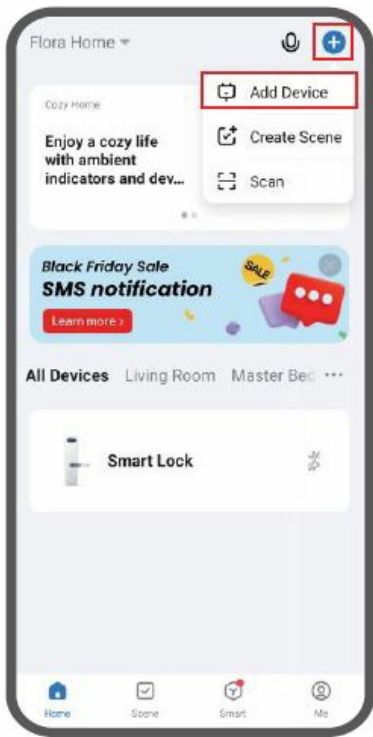 Flora Home
Add Device
Cozy Home
Create Scene
Enjoy a cozy life
with ambient
indicators and dev...
Scan
Black Friday Sale
SALE
SMS notification
Learn more >
All Devices Living Room Master Bed ...
Smart Lock
Home Scene Smart Me